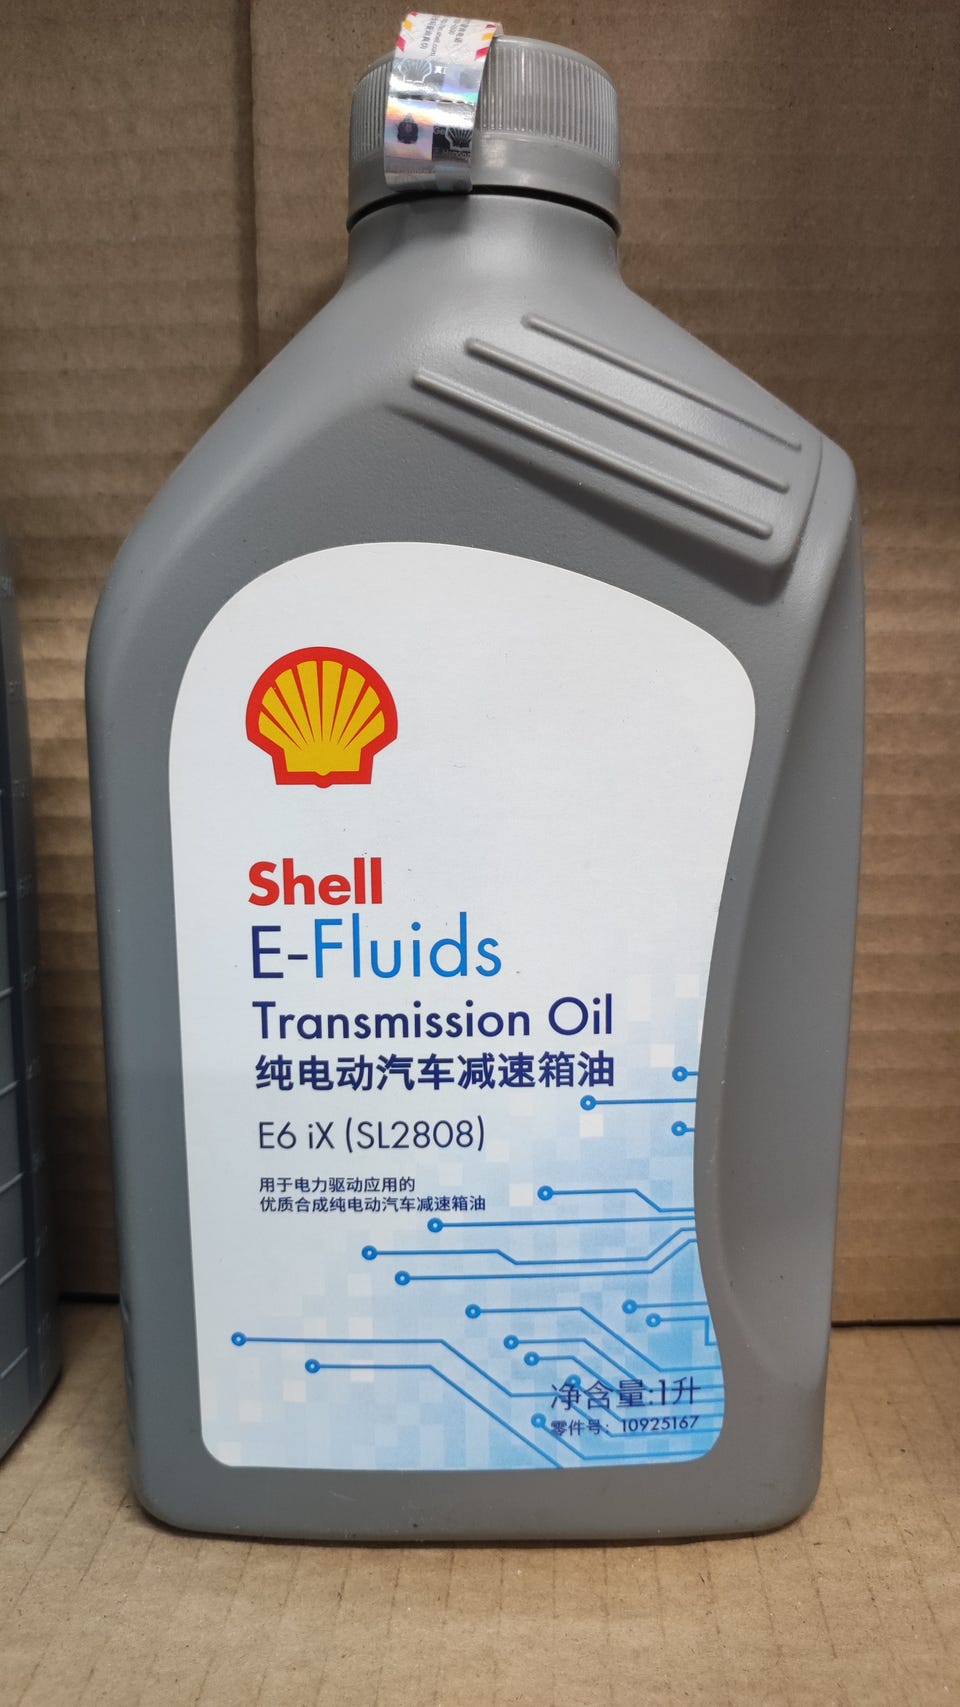 Shell
E-Fluids
Transmission Oil
纯电动汽车减速箱油
E6 iX (SL2808)
用于电力驱动应用的
优质合成纯电动汽车减速箱油
净含量:1升
零件号: 10925167